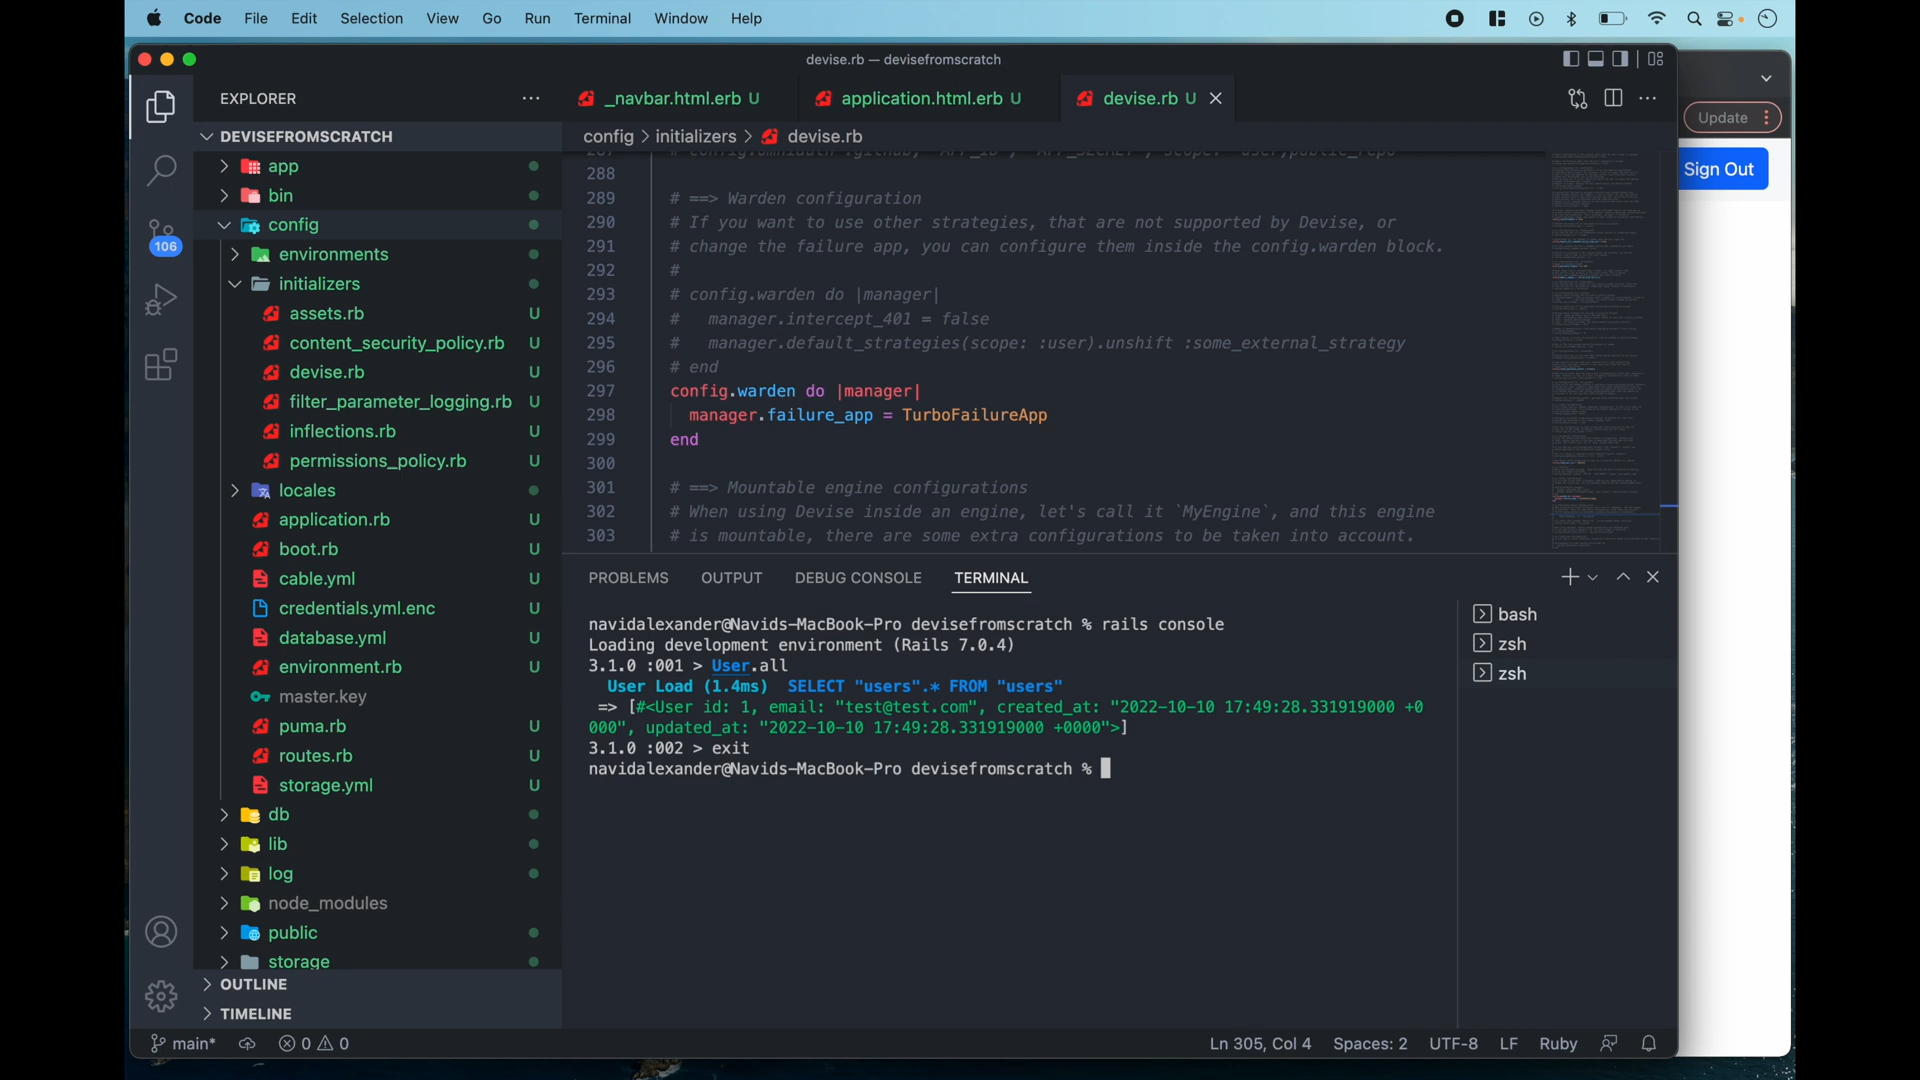 Code File Edit Selection View Go Run Terminal Window Help
devise.rb — devisefromscratch
EXPLORER
_navbar.html.erb U
application.html.erb U
devise.rb U
Update
DEVISEFROMSCRATCH
config > initializers > devise.rb
Sign Out
app
bin
config
environments
initializers
assets.rb U
content_security_policy.rb U
devise.rb U
filter_parameter_logging.rb U
inflections.rb U
permissions_policy.rb U
locales
application.rb U
boot.rb U
cable.yml U
credentials.yml.enc U
database.yml U
environment.rb U
master.key
puma.rb U
routes.rb U
storage.yml U
db
lib
log
node_modules
public
storage
OUTLINE
TIMELINE
106
288
289 # ==> Warden configuration
290 # If you want to use other strategies, that are not supported by Devise, or
291 # change the failure app, you can configure them inside the config.warden block.
292 #
293 # config.warden do |manager|
294 #   manager.intercept_401 = false
295 #   manager.default_strategies(scope: :user).unshift :some_external_strategy
296 # end
297 config.warden do |manager|
298   manager.failure_app = TurboFailureApp
299 end
300
301 # ==> Mountable engine configurations
302 # When using Devise inside an engine, let's call it `MyEngine`, and this engine
303 # is mountable, there are some extra configurations to be taken into account.
PROBLEMS OUTPUT DEBUG CONSOLE TERMINAL
navidalexander@Navids-MacBook-Pro devisefromscratch % rails console
Loading development environment (Rails 7.0.4)
3.1.0 :001 > User.all
User Load (1.4ms) SELECT "users".* FROM "users"
=> [#<User id: 1, email: "test@test.com", created_at: "2022-10-10 17:49:28.331919000 +0
000", updated_at: "2022-10-10 17:49:28.331919000 +0000">]
3.1.0 :002 > exit
navidalexander@Navids-MacBook-Pro devisefromscratch %
bash
zsh
zsh
main* 0 0
Ln 305, Col 4 Spaces: 2 UTF-8 LF Ruby